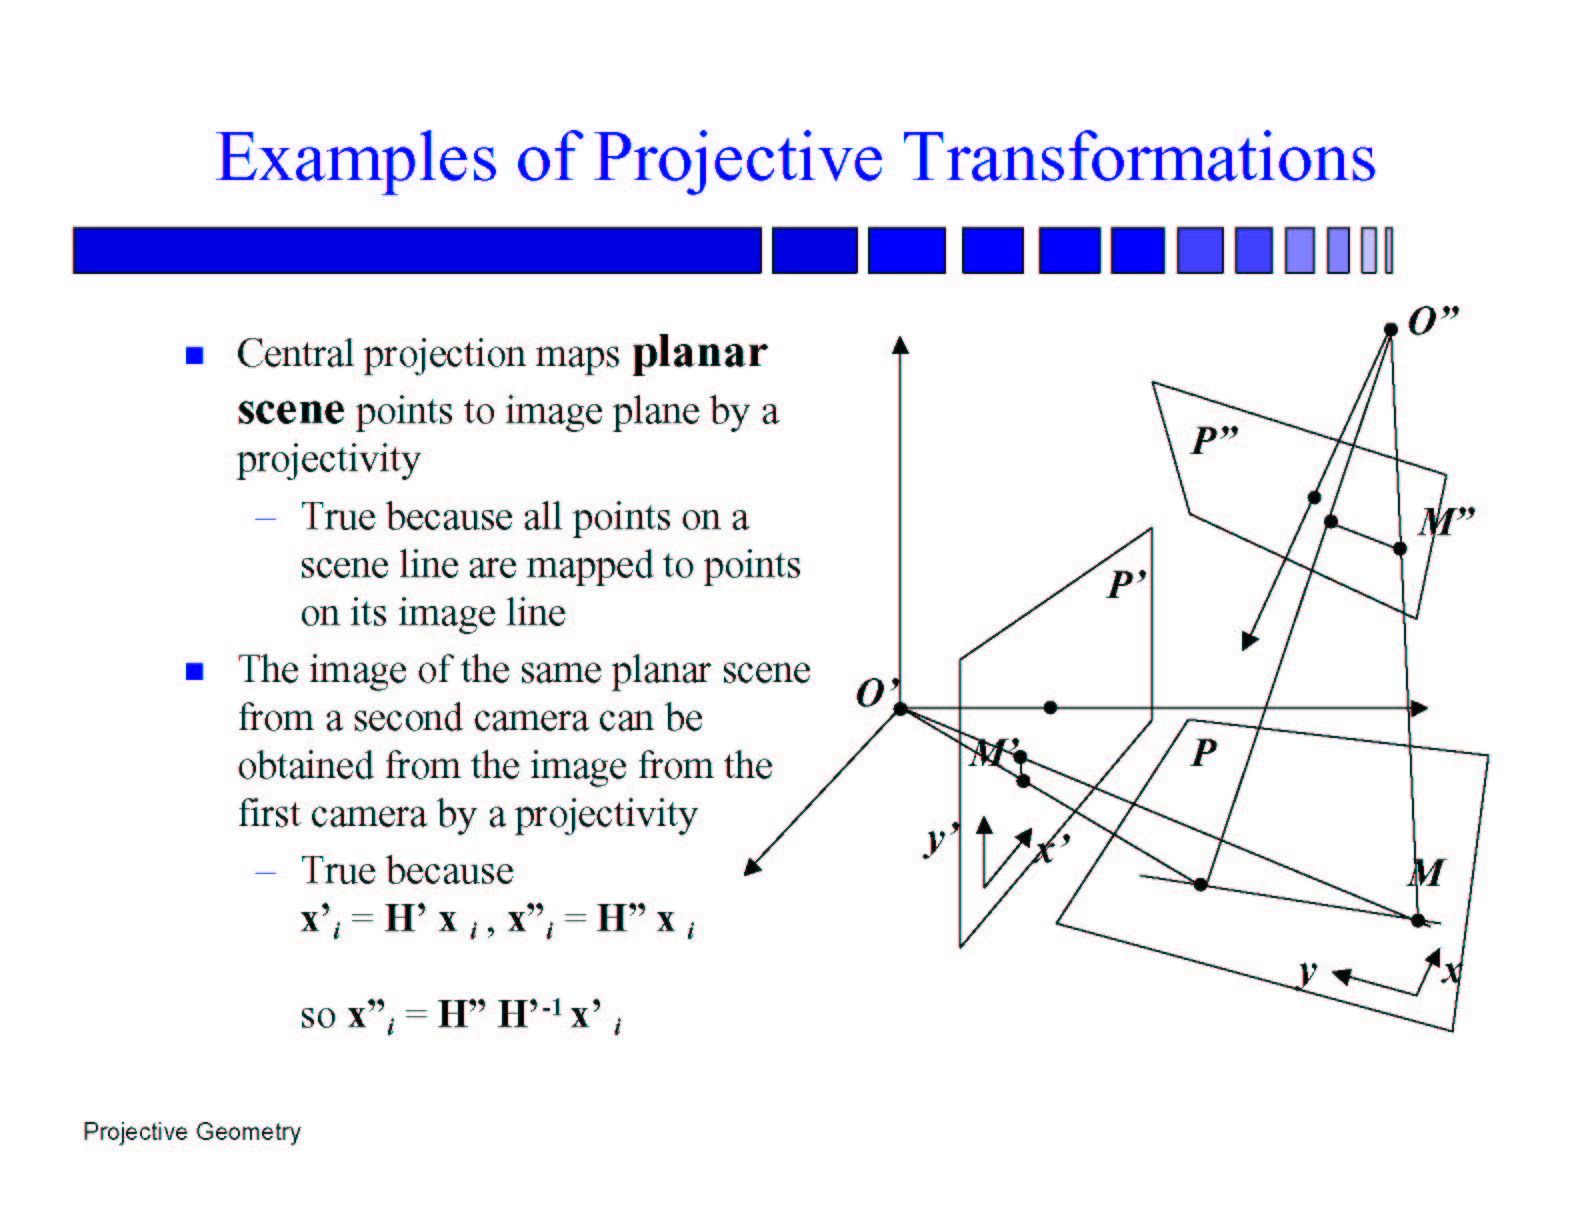 Examples of Projective Transformations
Central projection maps planar
scene points to image plane by a
projectivity
– True because all points on a
scene line are mapped to points
on its image line
The image of the same planar scene
from a second camera can be
obtained from the image from the
first camera by a projectivity
– True because
x’i = H’ x i , x”i = H” x i
so x”i = H” H’-1 x’ i
O”
P”
M”
P’
O’
M’
P
y’
x’
M
y
x
Projective Geometry